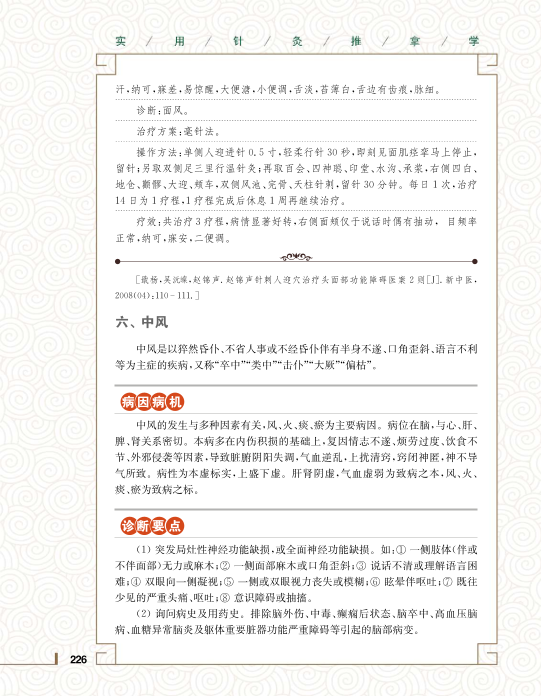 实 / 用 / 针 / 灸 / 推 / 拿 / 学
汗,纳可,寐差,易惊醒,大便溏,小便调,舌淡,苔薄白,舌边有齿痕,脉细。
诊断:面风。
治疗方案:毫针法。
操作方法:单侧人迎进针 0.5 寸,轻柔行针 30 秒,即刻见面肌痉挛马上停止,
留针;另取双侧足三里行温针灸;再取百会、四神聪、印堂、水沟、承浆,右侧四白、
地仓、颧髎、大迎、颊车,双侧风池、完骨、天柱针刺,留针 30 分钟。每日 1 次,治疗
14 日为 1 疗程,1 疗程完成后休息 1 周再继续治疗。
疗效:共治疗 3 疗程,病情显著好转,右侧面颊仅于说话时偶有抽动, 目频率
正常,纳可,寐安,二便调。
[戢杨,吴沅皞,赵锦声.赵锦声针刺人迎穴治疗头面部功能障碍医案 2 则[J].新中医,
2008(04):110-111.]
六、中风
中风是以猝然昏仆、不省人事或不经昏仆伴有半身不遂、口角歪斜、语言不利
等为主症的疾病,又称“卒中”“类中”“击仆”“大厥”“偏枯”。
病因病机
中风的发生与多种因素有关,风、火、痰、瘀为主要病因。病位在脑,与心、肝、
脾、肾关系密切。本病多在内伤积损的基础上,复因情志不遂、烦劳过度、饮食不
节、外邪侵袭等因素,导致脏腑阴阳失调,气血逆乱,上扰清窍,窍闭神匿,神不导
气所致。病性为本虚标实,上盛下虚。肝肾阴虚,气血虚弱为致病之本,风、火、
痰、瘀为致病之标。
诊断要点
(1) 突发局灶性神经功能缺损,或全面神经功能缺损。如:① 一侧肢体(伴或
不伴面部)无力或麻木;② 一侧面部麻木或口角歪斜;③ 说话不清或理解语言困
难;④ 双眼向一侧凝视;⑤ 一侧或双眼视力丧失或模糊;⑥ 眩晕伴呕吐;⑦ 既往
少见的严重头痛、呕吐;⑧ 意识障碍或抽搐。
(2) 询问病史及用药史。排除脑外伤、中毒、癫痫后状态、脑卒中、高血压脑
病、血糖异常脑炎及躯体重要脏器功能严重障碍等引起的脑部病变。
226